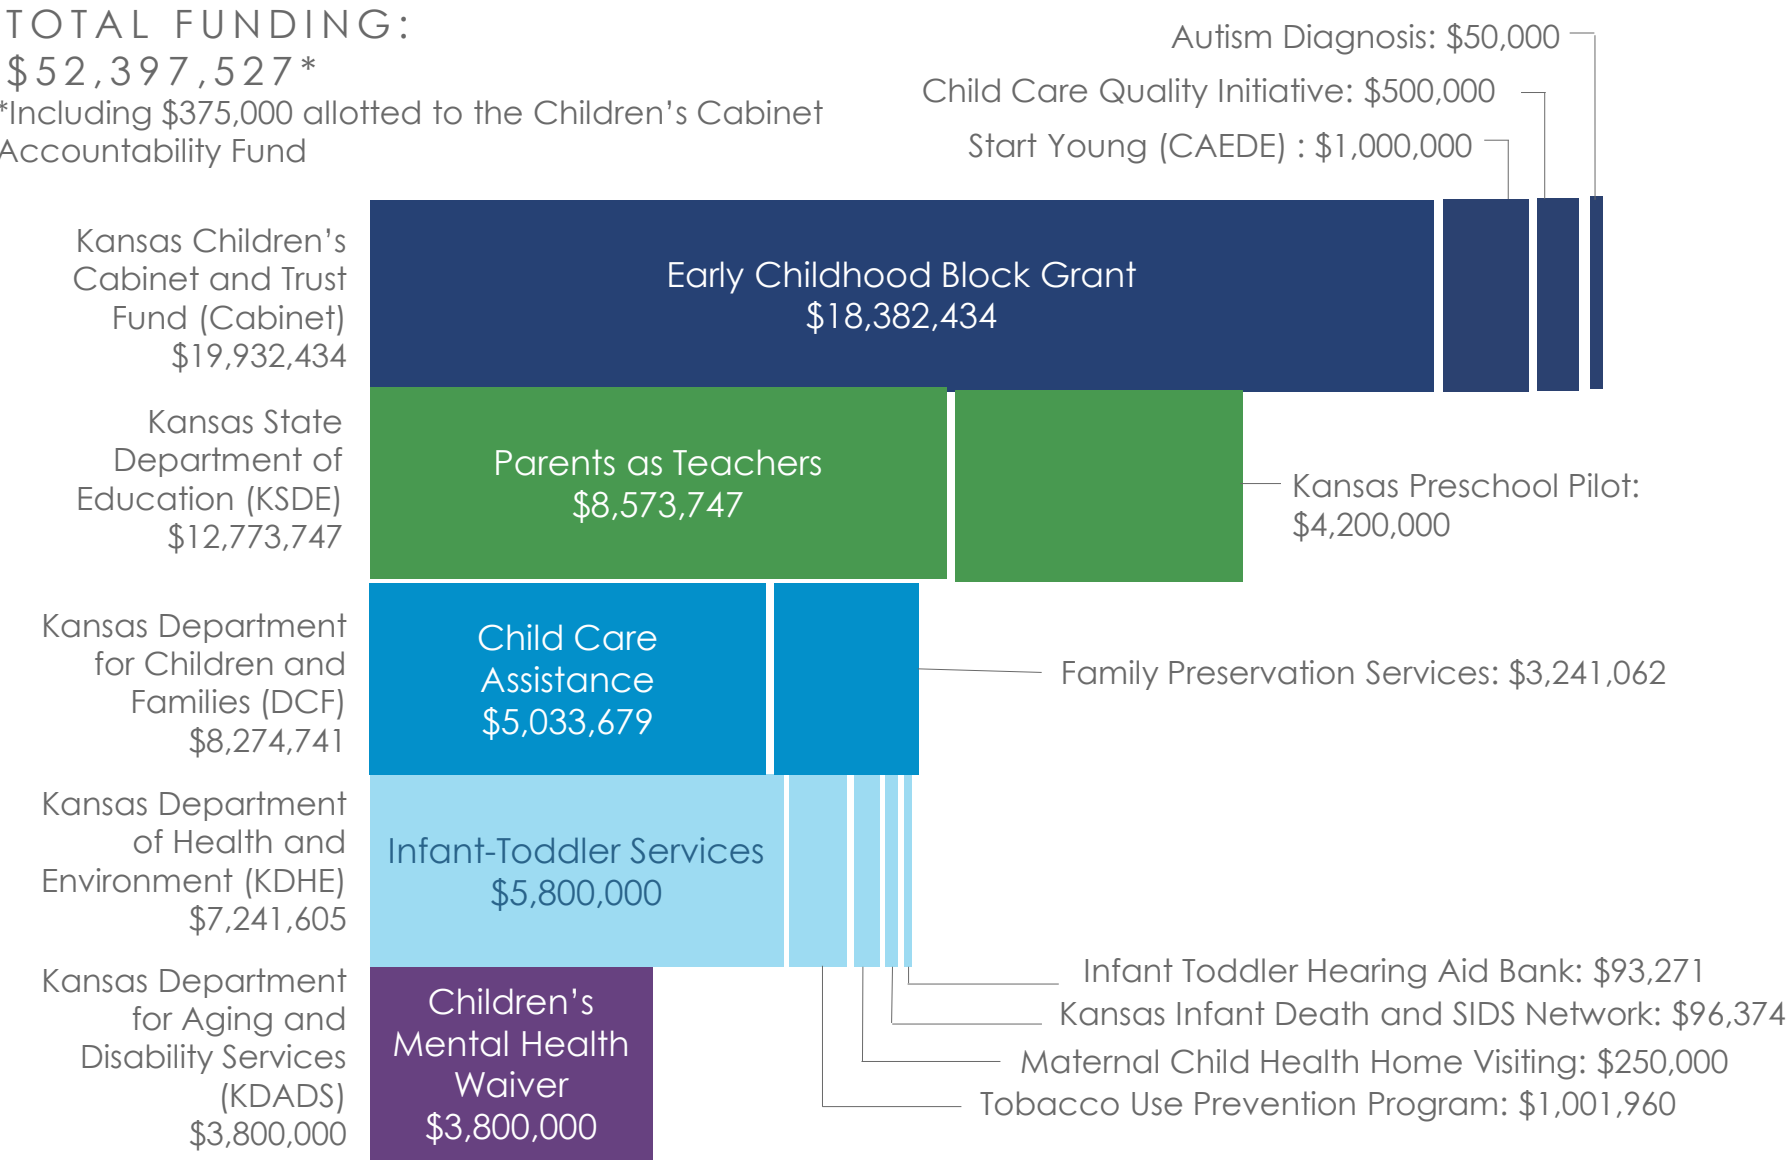 TOTAL FUNDING:
$52,397,527*
*Including $375,000 allotted to the Children's Cabinet
Accountability Fund
Autism Diagnosis: $50,000
Child Care Quality Initiative: $500,000
Start Young (CAEDE) : $1,000,000
Kansas Children's
Cabinet and Trust
Fund (Cabinet)
$19,932,434
Early Childhood Block Grant
$18,382,434
Kansas State
Department of
Education (KSDE)
$12,773,747
Parents as Teachers
$8,573,747
Kansas Preschool Pilot:
$4,200,000
Kansas Department
for Children and
Families (DCF)
$8,274,741
Child Care
Assistance
$5,033,679
Family Preservation Services: $3,241,062
Kansas Department
of Health and
Environment (KDHE)
$7,241,605
Infant-Toddler Services
$5,800,000
Infant Toddler Hearing Aid Bank: $93,271
Kansas Infant Death and SIDS Network: $96,374
Maternal Child Health Home Visiting: $250,000
Tobacco Use Prevention Program: $1,001,960
Kansas Department
for Aging and
Disability Services
(KDADS)
$3,800,000
Children's
Mental Health
Waiver
$3,800,000